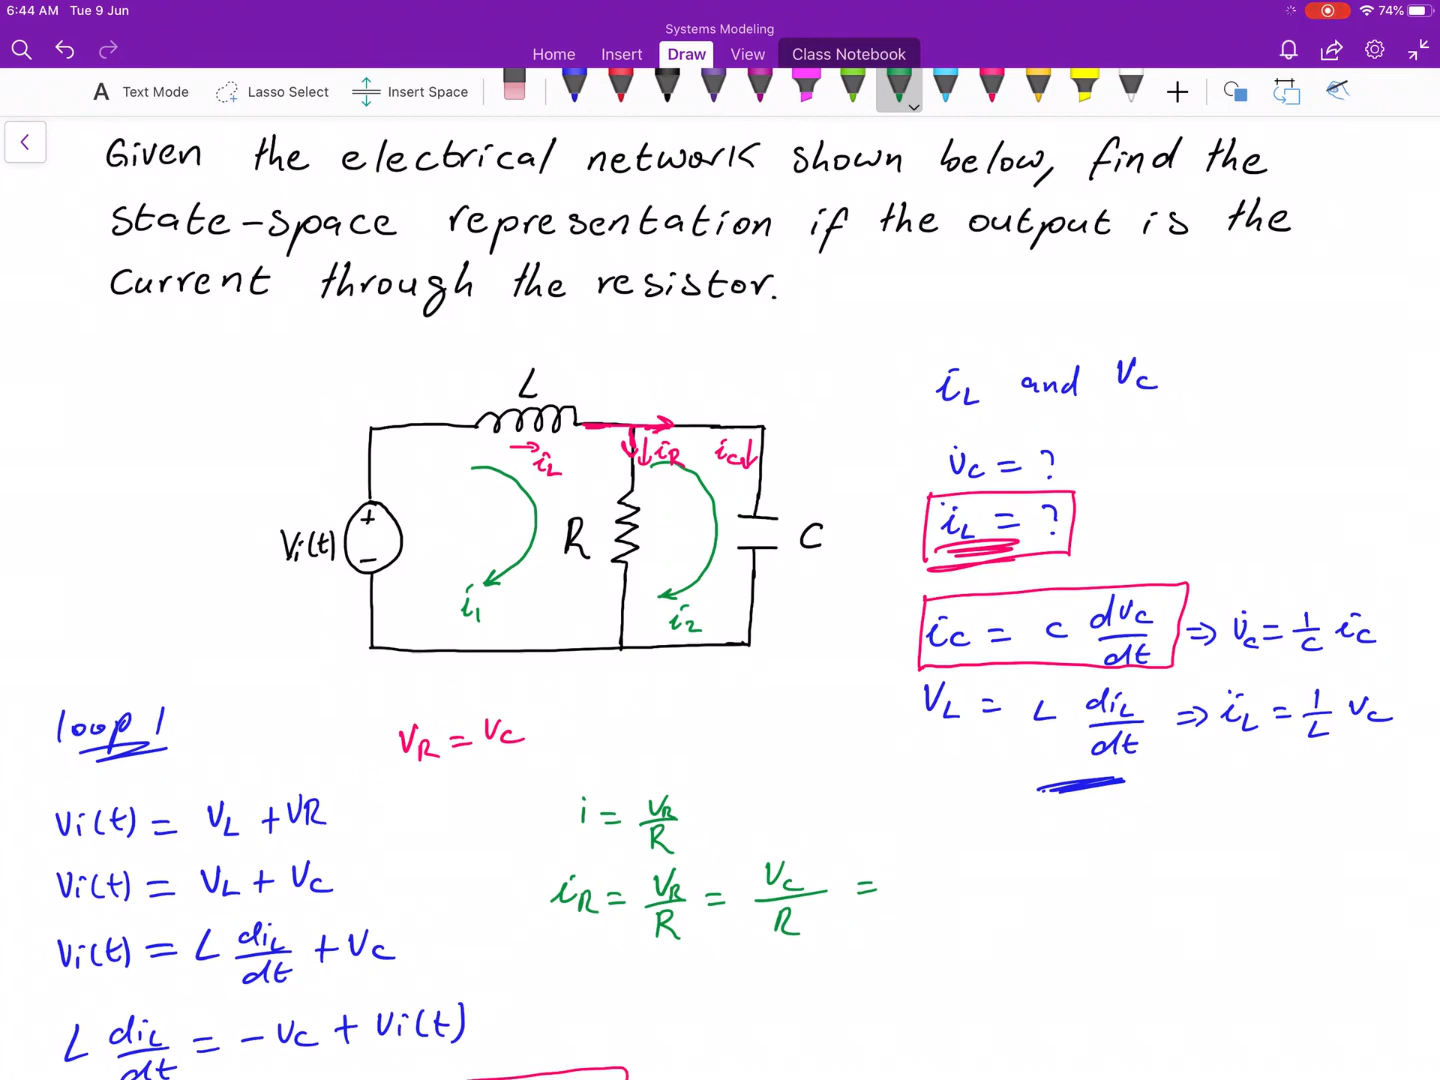 6:44 AM Tue 9 Jun
74%
Systems Modeling
Home Insert Draw View Class Notebook
A Text Mode Lasso Select Insert Space
Given the electrical network shown below, find the
state-space representation if the output is the
current through the resistor.
L
iL
iR
iC
Vi(t)
+
−
R
C
i1
i2
iL and VC
V̇C = ?
i̇L = ?
iC = C dVC/dt ⇒ V̇C = 1/C iC
VL = L diL/dt ⇒ i̇L = 1/L VC
loop 1
VR = VC
Vi(t) = VL + VR
Vi(t) = VL + VC
Vi(t) = L diL/dt + VC
L diL/dt = - VC + Vi(t)
i = VR/R
iR = VR/R = VC/R =